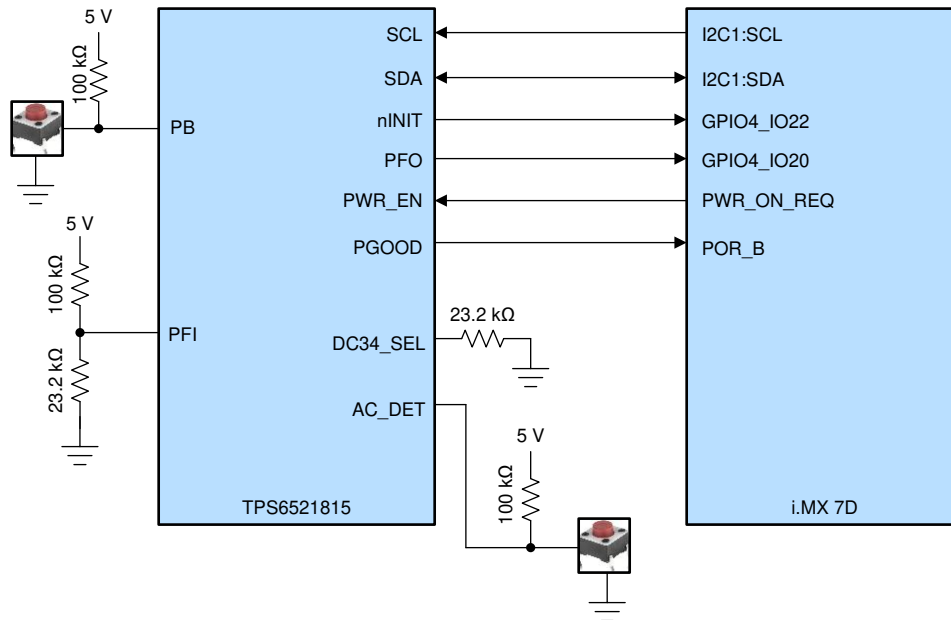 5 V
100 kΩ
PB
5 V
100 kΩ
PFI
23.2 kΩ
SCL
SDA
nINIT
PFO
PWR_EN
PGOOD
DC34_SEL
AC_DET
TPS6521815
23.2 kΩ
5 V
100 kΩ
I2C1:SCL
I2C1:SDA
GPIO4_IO22
GPIO4_IO20
PWR_ON_REQ
POR_B
i.MX 7D